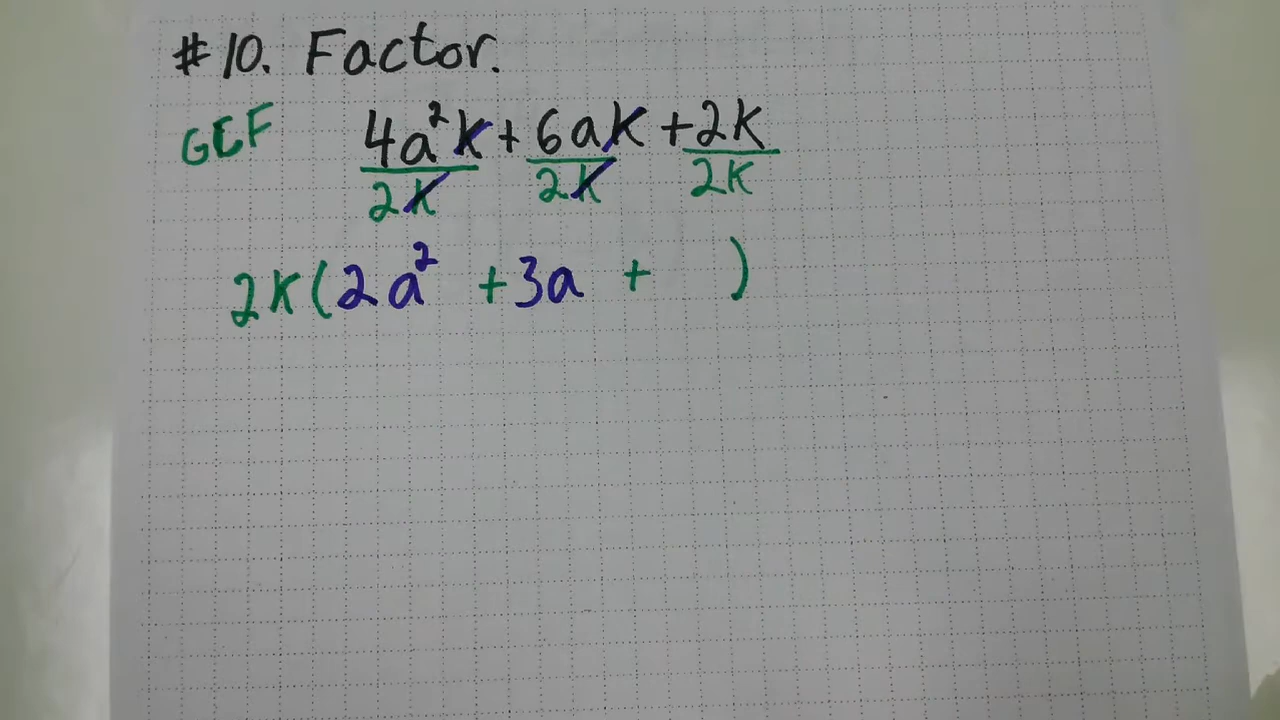 #10. Factor.
GCF 4a²k + 6ak + 2k
2k 2k 2k
2k(2a² + 3a + )